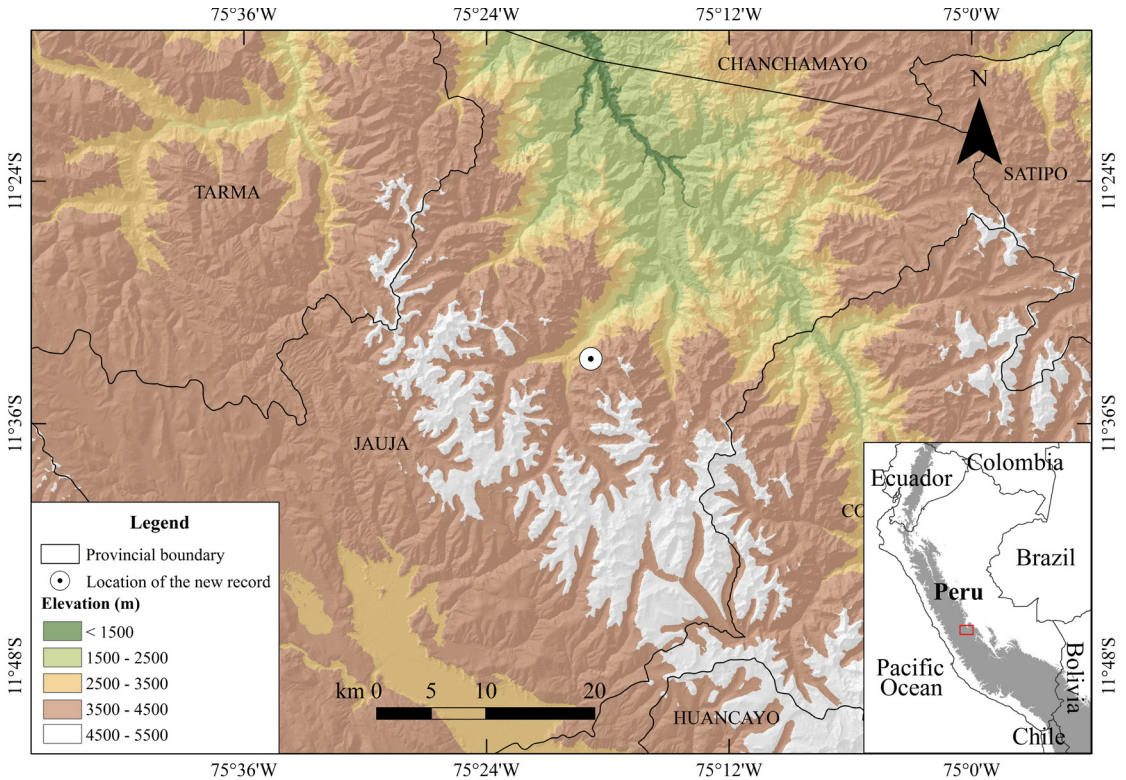 75°36'W 75°24'W 75°12'W 75°0'W
CHANCHAMAYO
N
11°24'S
TARMA
SATIPO
11°24'S
11°36'S
JAUJA
11°36'S
CO
Legend
Provincial boundary
Location of the new record
Elevation (m)
< 1500
1500 - 2500
2500 - 3500
3500 - 4500
4500 - 5500
11°48'S
km 0 5 10 20
HUANCAYO
Colombia
Ecuador
Brazil
Peru
Pacific
Ocean
Bolivia
Chile
11°48'S
75°36'W 75°24'W 75°12'W 75°0'W